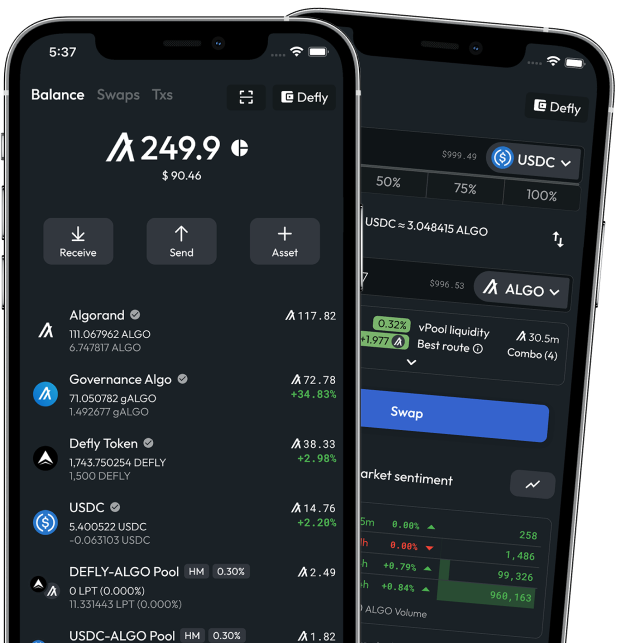 5:37
Balance Swaps Txs
Defly
249.9
$ 90.46
Receive
Send
Asset
Algorand
117.82
111.067962 ALGO
6.747817 ALGO
Governance Algo
72.78
71.050782 gALGO
+34.83%
1.492677 gALGO
Defly Token
38.33
1,743.750254 DEFLY
+2.98%
1,500 DEFLY
USDC
14.76
5.400522 USDC
+2.20%
-0.063103 USDC
DEFLY-ALGO Pool HM 0.30%
2.49
0 LPT (0.000%)
11.331443 LPT (0.000%)
USDC-ALGO Pool HM 0.30%
1.82
Defly
$999.49
USDC
50%
75%
100%
USDC ≈ 3.048415 ALGO
7
$996.53
ALGO
0.32%
vPool liquidity
30.5m
+1.977
Best route
Combo (4)
Swap
arket sentiment
5m 0.00%
258
h 0.00%
1,486
h +0.79%
99,326
h +0.84%
960,163
ALGO Volume